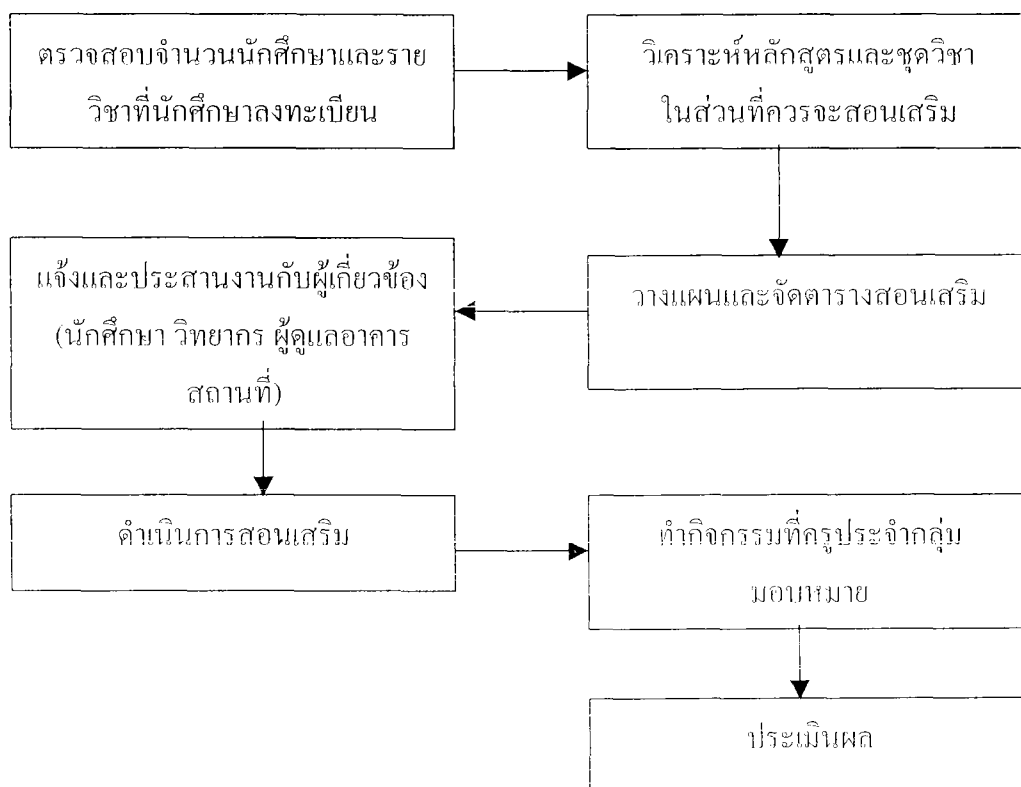 ตรวจสอบจำนวนนักศึกษาและราย
วิชาที่นักศึกษาลงทะเบียน
วิเคราะห์หลักสูตรและชุดวิชา
ในส่วนที่ควรจะสอนเสริม
วางแผนและจัดตารางสอนเสริม
แจ้งและประสานงานกับผู้เกี่ยวข้อง
(นักศึกษา วิทยากร ผู้ดูแลอาคาร
สถานที่)
ดำเนินการสอนเสริม
ทำกิจกรรมที่ครูประจำกลุ่ม
มอบหมาย
ประเมินผล